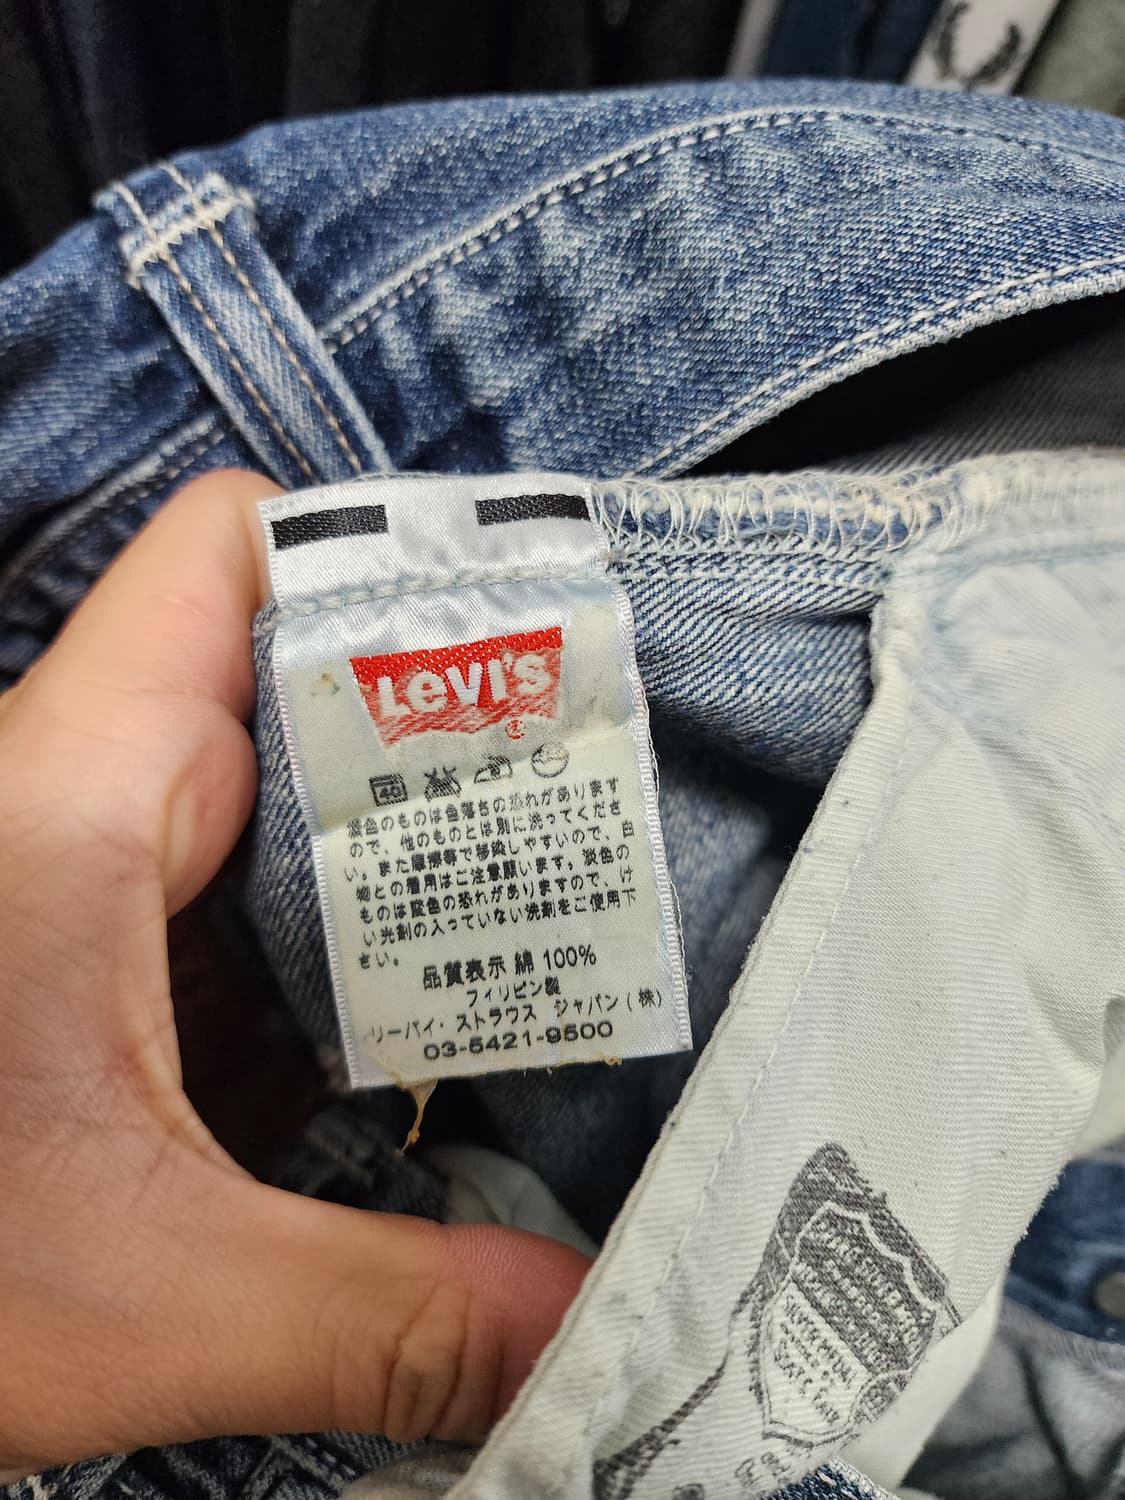 Levi's
®
40
淡色のものは色落ちの恐れがあります
ので、他のものとは別に洗ってくださ
い。また摩擦等で移染しやすいので、白
物との着用はご注意願います。淡色の
ものは変色の恐れがありますので、け
い光剤の入っていない洗剤をご使用下
さい。
品質表示 綿 100%
フィリピン製
リーバイ・ストラウス ジャパン(株)
03-5421-9500
STATE FAIR